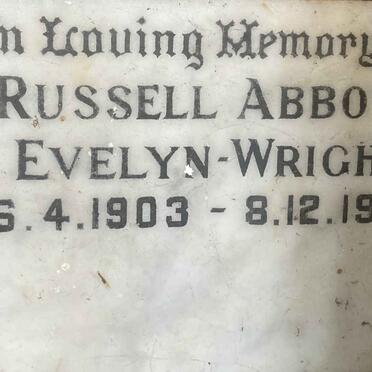 n Loving Memory
Russell Abbo
Evelyn-Wrigh
6.4.1903 - 8.12.19